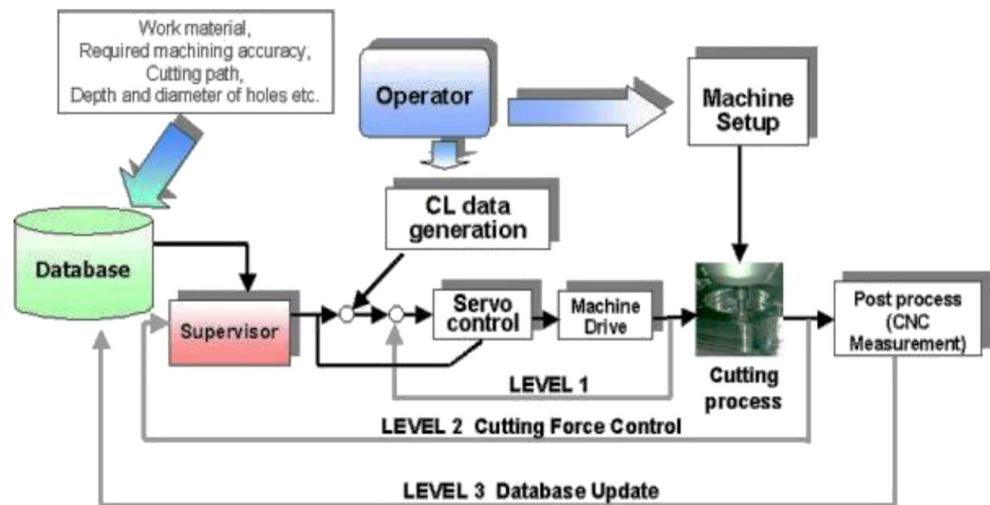 Work material,
Required machining accuracy,
Cutting path,
Depth and diameter of holes etc.
Operator
Machine
Setup
CL data
generation
Database
Supervisor
Servo
control
Machine
Drive
Post process
(CNC
Measurement)
Cutting
process
LEVEL 1
LEVEL 2 Cutting Force Control
LEVEL 3 Database Update